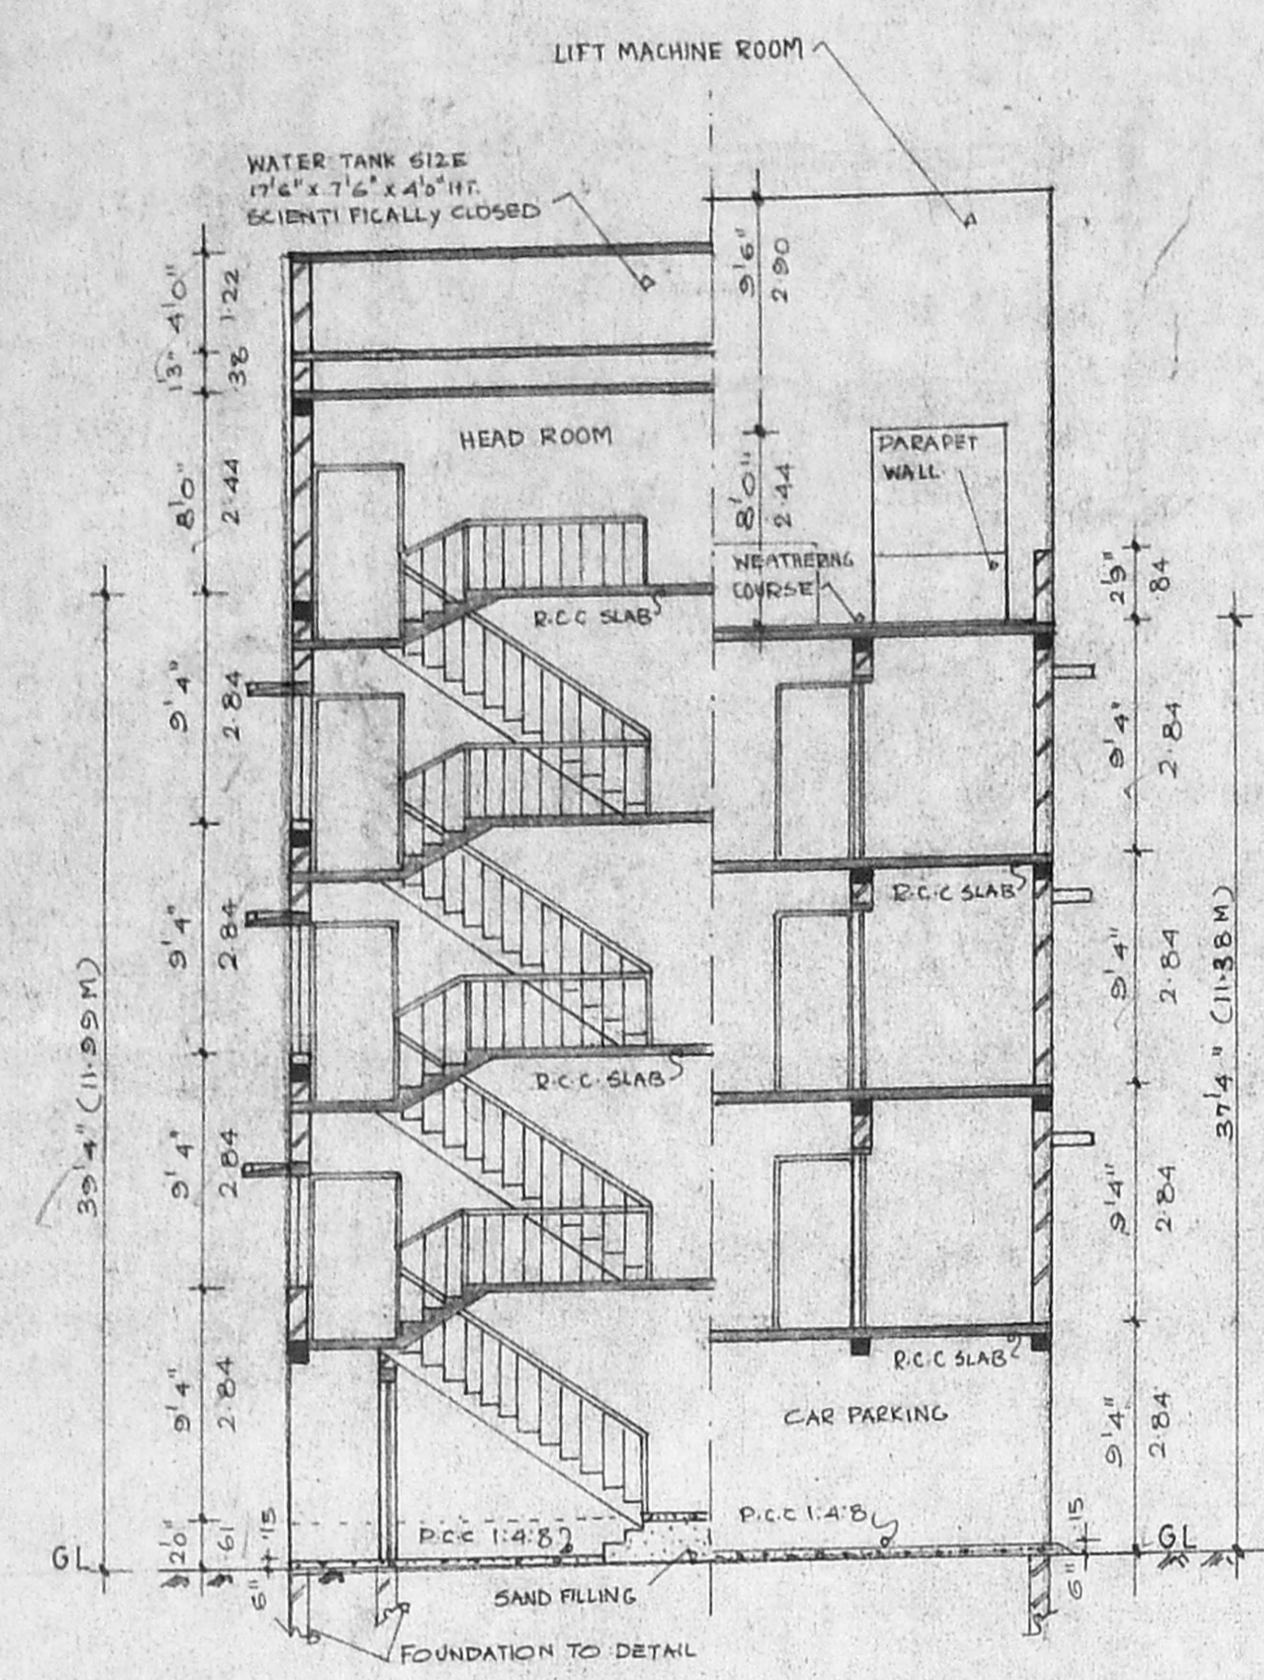 LIFT MACHINE ROOM
WATER TANK SIZE
17'6" x 7'6" x 4'0" HT.
SCIENTIFICALLY CLOSED
4'0"
1.22
13"
38
8'0"
2.44
9'4"
2.84
9'4"
2.84
9'4"
2.84
9'4"
2.84
2'0"
.61
.15
6"
39'4" (11.99 M)
GL
HEAD ROOM
R.C.C SLAB
R.C.C. SLAB
9'6"
2.90
8'0"
2.44
PARAPET
WALL
WEATHERING
COURSE
2'9"
.84
9'4"
2.84
R.C.C SLAB
9'4"
2.84
9'4"
2.84
R.C.C SLAB
9'4"
2.84
37'4" (11.38 M)
CAR PARKING
P.C.C 1:4:8
P.C.C 1:4:8
.15
6"
GL
SAND FILLING
FOUNDATION TO DETAIL